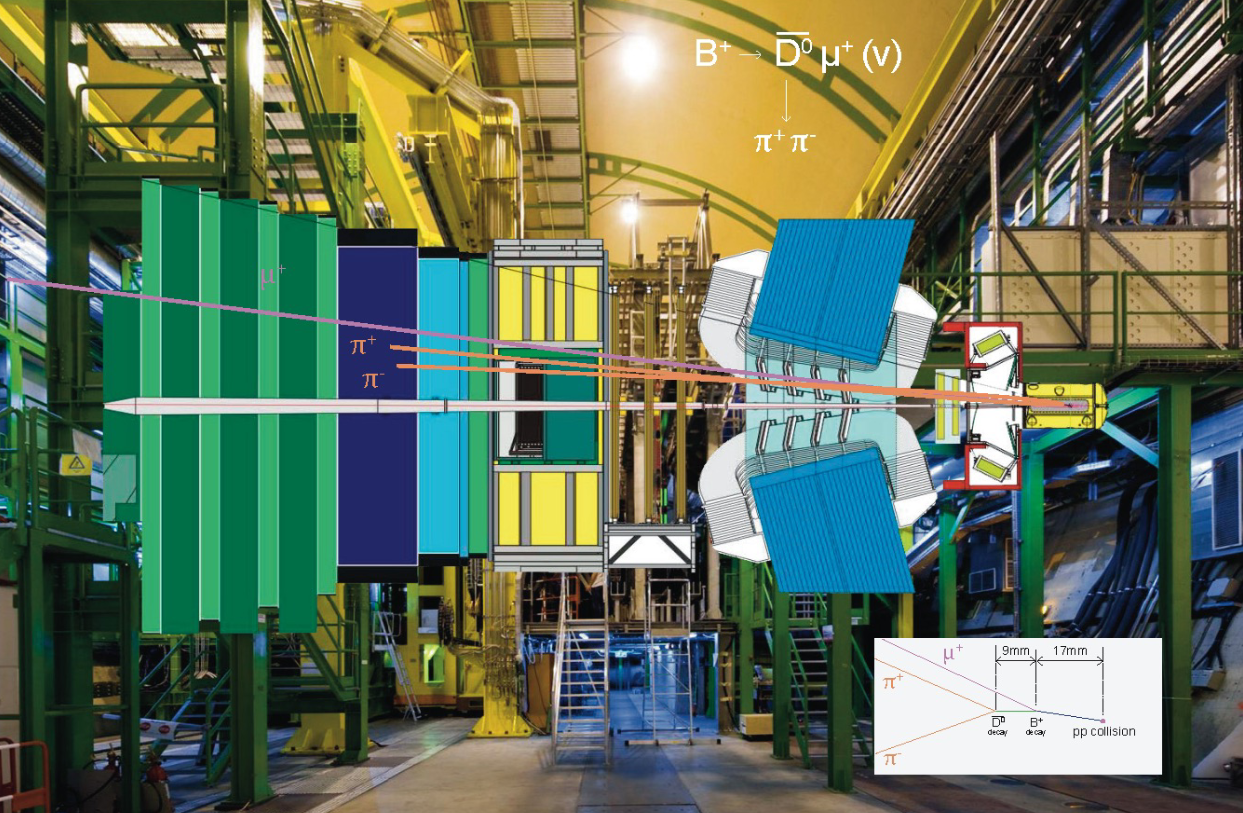 B⁺ → D̅⁰ μ⁺ (ν)
π⁺ π⁻
μ⁺
π⁺
π⁻
9mm 17mm
μ⁺
π⁺
D̅⁰ decay
B⁺ decay
pp collision
π⁻